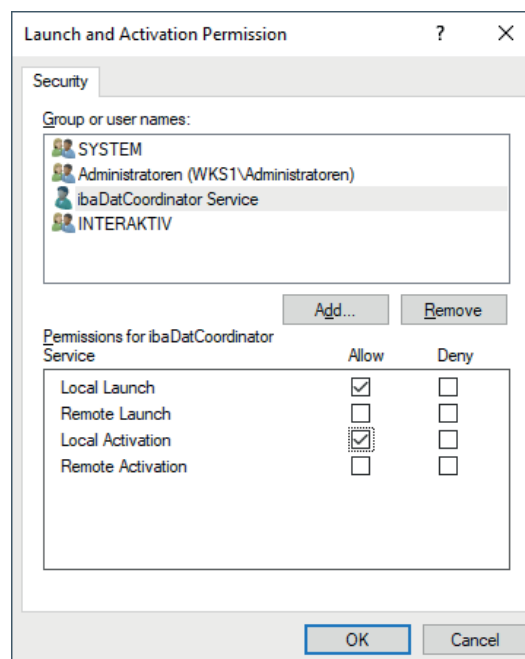 Launch and Activation Permission ? X
Security
Group or user names:
SYSTEM
Administratoren (WKS1\Administratoren)
ibaDatCoordinator Service
INTERAKTIV
Add... Remove
Permissions for ibaDatCoordinator
Service Allow Deny
Local Launch
Remote Launch
Local Activation
Remote Activation
OK Cancel